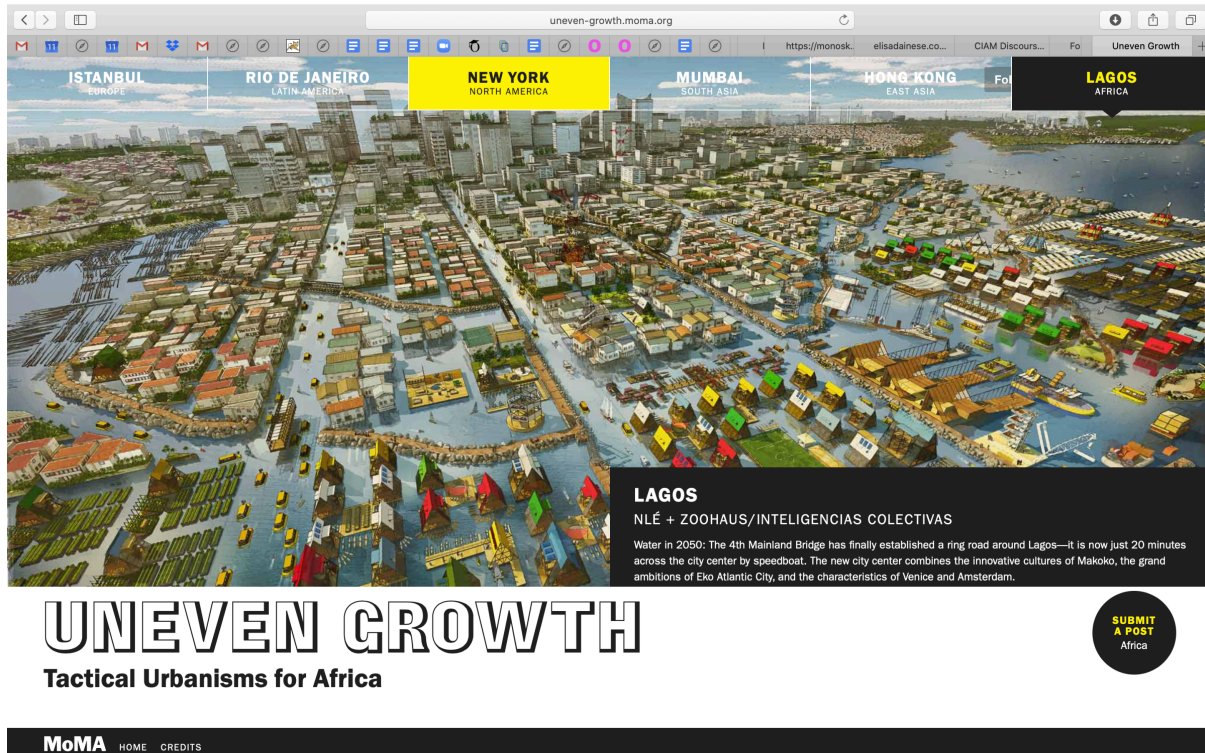 uneven-growth.moma.org
https://monosk..
elisadainese.co...
CIAM Discours...
Fo
Uneven Growth
ISTANBUL
EUROPE
RIO DE JANEIRO
LATIN AMERICA
NEW YORK
NORTH AMERICA
MUMBAI
SOUTH ASIA
HONG KONG
EAST ASIA
Fol
LAGOS
AFRICA
LAGOS
NLÉ + ZOOHAUS/INTELIGENCIAS COLECTIVAS
Water in 2050: The 4th Mainland Bridge has finally established a ring road around Lagos—it is now just 20 minutes
across the city center by speedboat. The new city center combines the innovative cultures of Makoko, the grand
ambitions of Eko Atlantic City, and the characteristics of Venice and Amsterdam.
UNEVEN GROWTH
Tactical Urbanisms for Africa
SUBMIT
A POST
Africa
MoMA HOME CREDITS